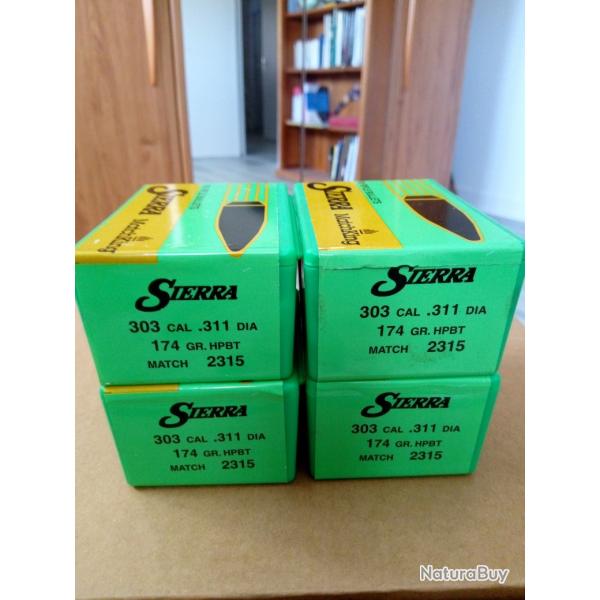 SIERRA
MatchKing
SIERRA
303 CAL .311 DIA
174 GR. HPBT
MATCH 2315
SIERRA
MatchKing
SIERRA
303 CAL .311 DIA
174 GR. HPBT
MATCH 2315
SIERRA
303 CAL .311 DIA
174 GR. HPBT
MATCH 2315
SIERRA
303 CAL .311 DIA
174 GR. HPBT
MATCH 2315
NaturaBuy